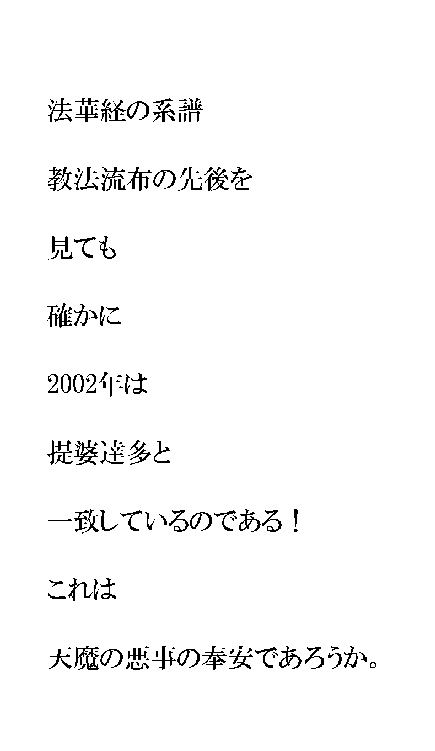 法華経の系譜
教法流布の先後を
見ても
確かに
2002年は
提婆達多と
一致しているのである！
これは
天魔の悪事の奉安であろうか。